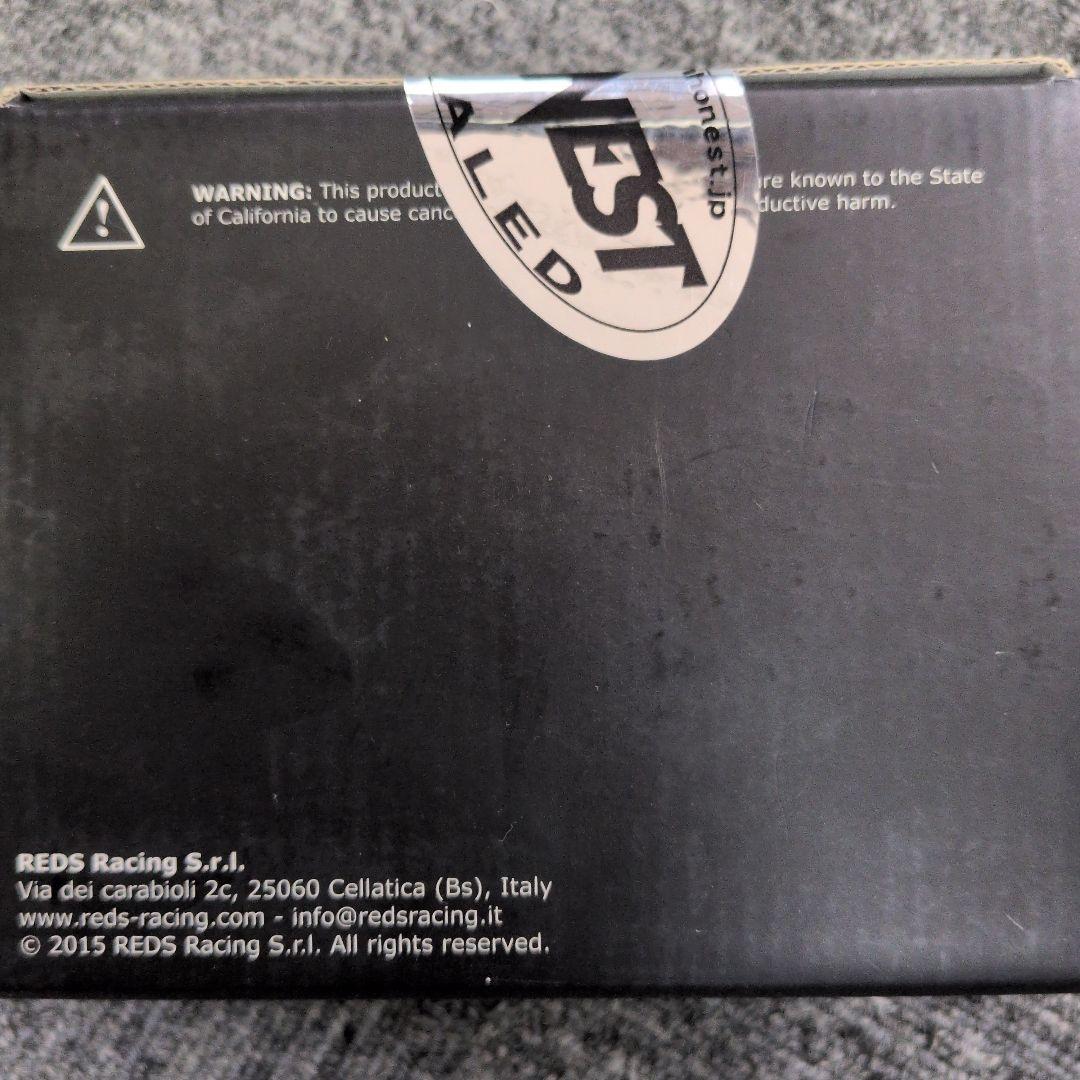 WARNING: This product
of California to cause canc
re known to the State
ductive harm.
NEST
ALED
honest.jp
REDS Racing S.r.l.
Via dei carabioli 2c, 25060 Cellatica (Bs), Italy
www.reds-racing.com - info@redsracing.it
© 2015 REDS Racing S.r.l. All rights reserved.